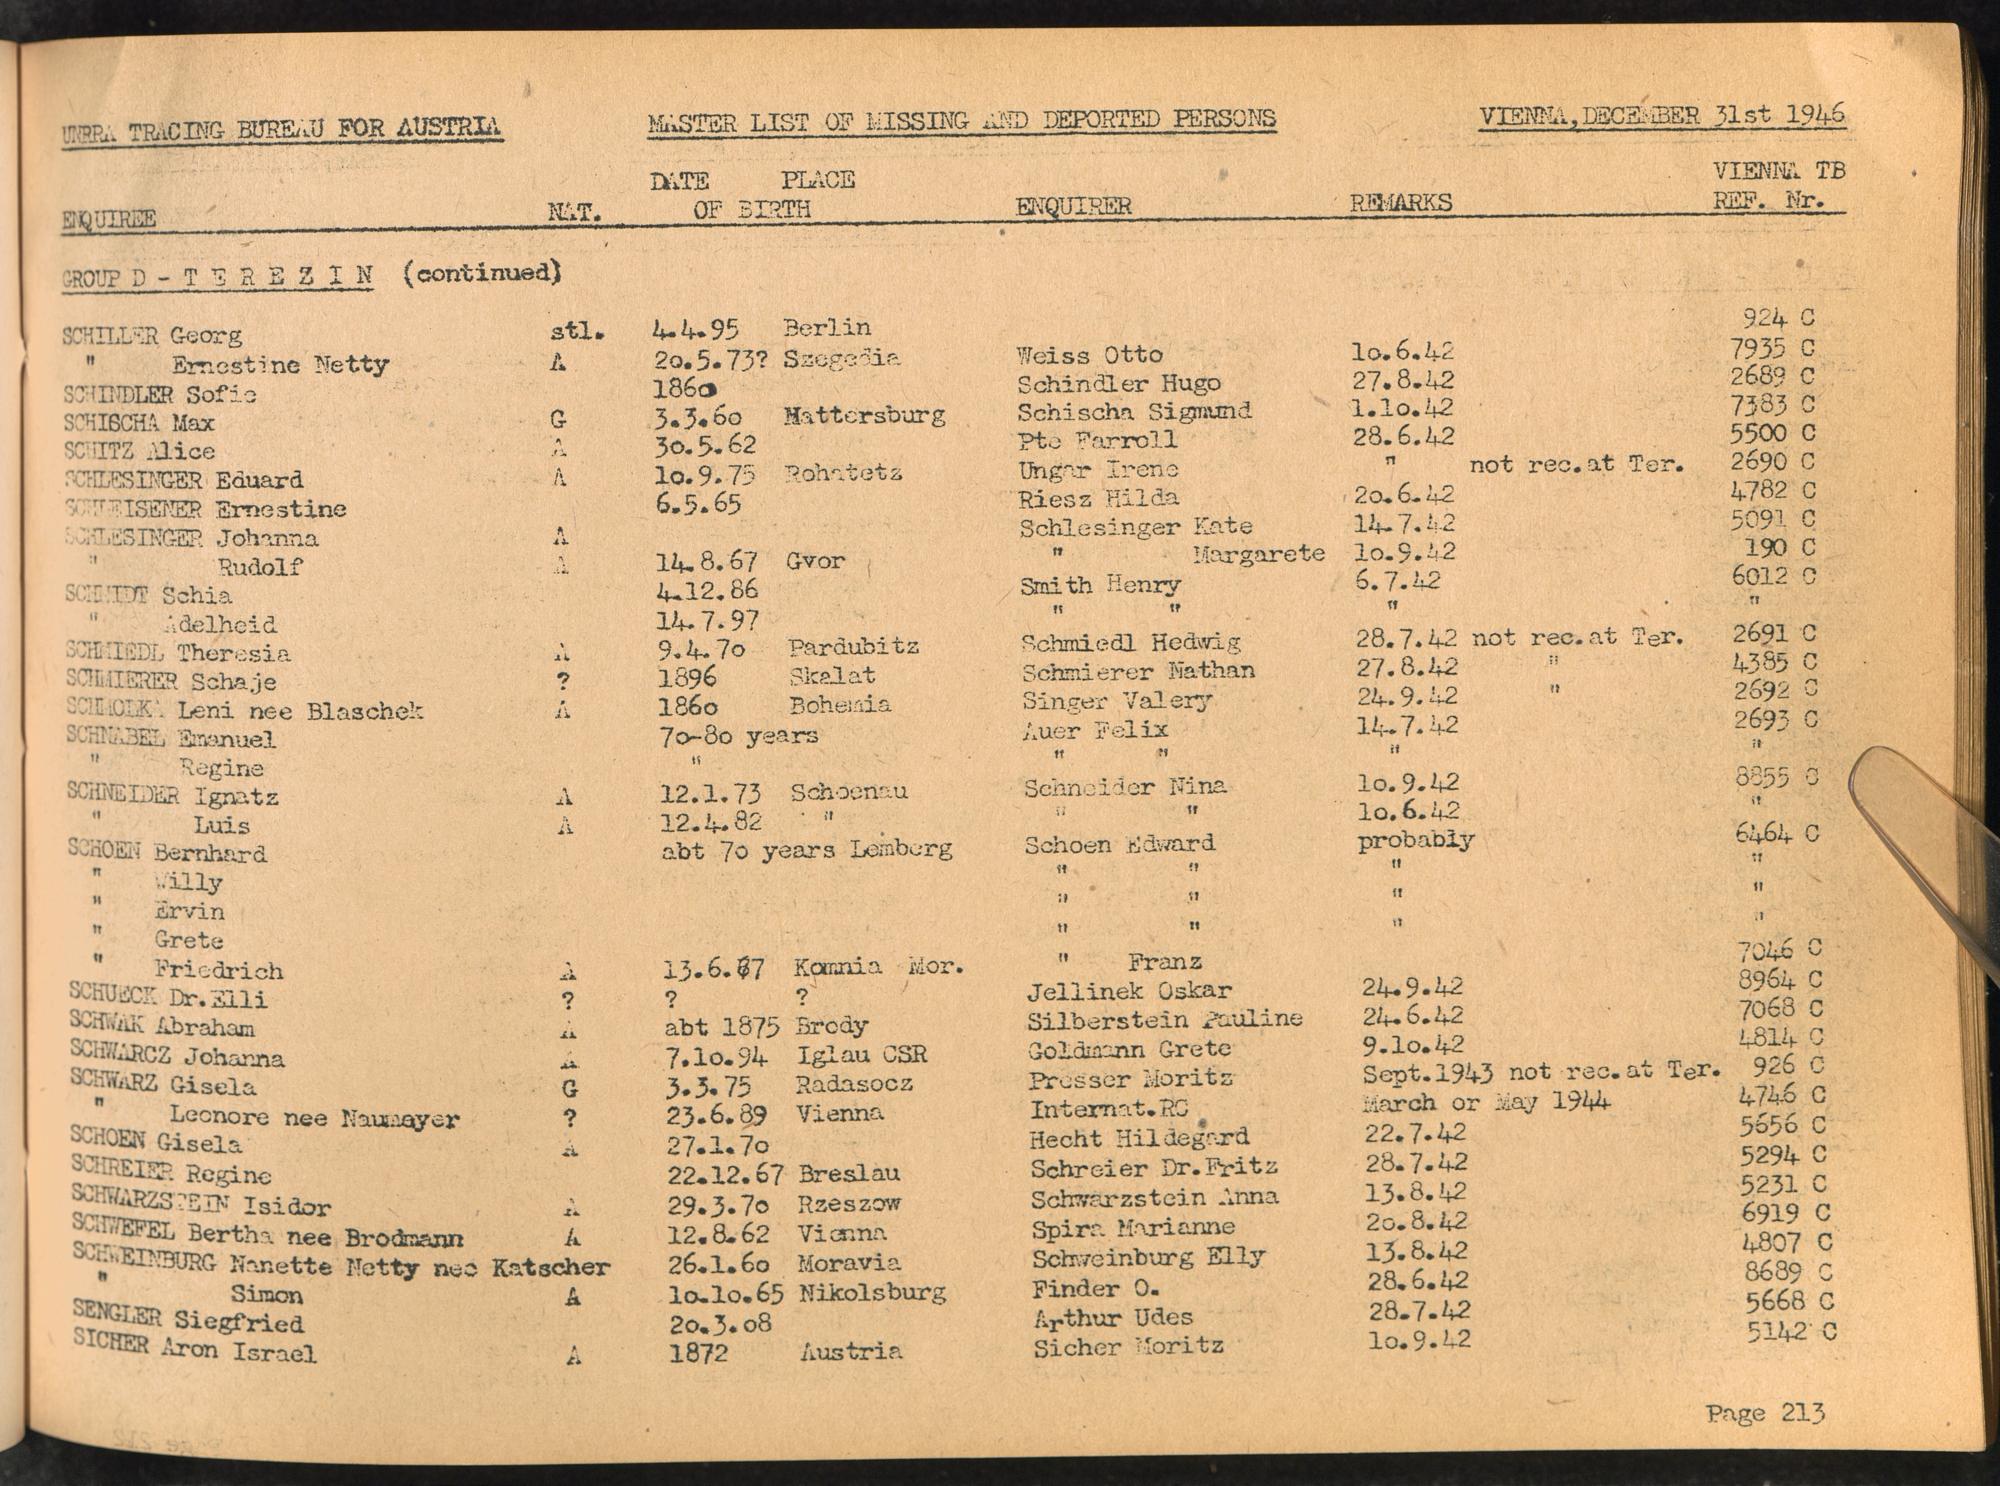 UNRRA TRACING BUREAU FOR AUSTRIA MASTER LIST OF MISSING AND DEPORTED PERSONS VIENNA, DECEMBER 31st 1946
DATE PLACE VIENNA TB
ENQUIREE NAT. OF BIRTH ENQUIRER REMARKS REF. Nr.
GROUP D - T E R E Z I N (continued)
SCHILLER Georg stl. 4.4.95 Berlin 924 C
" Ernestine Netty A 20.5.73? Szegedia Weiss Otto 10.6.42 7935 C
SCHINDLER Sofie 1860 Schindler Hugo 27.8.42 2689 C
SCHISCHA Max G 3.3.60 Mattersburg Schischa Sigmund 1.10.42 7383 C
SCHITZ Alice A 30.5.62 Pte Farroll 28.6.42 5500 C
SCHLESINGER Eduard A 10.9.75 Rohatetz Ungar Irene " not rec.at Ter. 2690 C
SCHLEISENER Ernestine 6.5.65 Riesz Hilda 20.6.42 4782 C
SCHLESINGER Johanna A Schlesinger Kate 14.7.42 5091 C
" Rudolf A 14.8.67 Gvor " Margarete 10.9.42 190 C
SCHMIDT Schia 4.12.86 Smith Henry 6.7.42 6012 C
" Adelheid 14.7.97 " " " "
SCHMIEDL Theresia A 9.4.70 Pardubitz Schmiedl Hedwig 28.7.42 not rec.at Ter. 2691 C
SCHMIERER Schaje ? 1896 Skalat Schmierer Nathan 27.8.42 " 4385 C
SCHMOLKA Leni nee Blaschek A 1860 Bohemia Singer Valery 24.9.42 " 2692 C
SCHNABEL Emanuel 70-80 years Auer Felix 14.7.42 2693 C
" Regine " " " " "
SCHNEIDER Ignatz A 12.1.73 Schoenau Schneider Nina 10.9.42 8855 C
" Luis A 12.4.82 " " " 10.6.42 "
SCHOEN Bernhard abt 70 years Lemberg Schoen Edward probably 6464 C
" Willy " " " "
" Ervin " " " "
" Grete " " " "
" Friedrich A 13.6.67 Komnia Mor. " Franz 7046 C
SCHUECK Dr.Elli ? ? ? Jellinek Oskar 24.9.42 8964 C
SCHWAK Abraham A abt 1875 Brody Silberstein Pauline 24.6.42 7068 C
SCHWARCZ Johanna A 7.10.94 Iglau CSR Goldmann Grete 9.10.42 4814 C
SCHWARZ Gisela G 3.3.75 Radasocz Presser Moritz Sept.1943 not rec.at Ter. 926 C
" Leonore nee Naumayer ? 23.6.89 Vienna Internat.RC March or May 1944 4746 C
SCHOEN Gisela A 27.1.70 Hecht Hildegard 22.7.42 5656 C
SCHREIER Regine 22.12.67 Breslau Schreier Dr.Fritz 28.7.42 5294 C
SCHWARZSTEIN Isidor A 29.3.70 Rzeszow Schwarzstein Anna 13.8.42 5231 C
SCHWEFEL Bertha nee Brodmann A 12.8.62 Vienna Spira Marianne 20.8.42 6919 C
SCHWEINBURG Nanette Netty nee Katscher 26.1.60 Moravia Schweinburg Elly 13.8.42 4807 C
" Simon A 10.10.65 Nikolsburg Finder O. 28.6.42 8689 C
SENGLER Siegfried 20.3.08 Arthur Udes 28.7.42 5668 C
SICHER Aron Israel A 1872 Austria Sicher Moritz 10.9.42 5142 C
Page 213